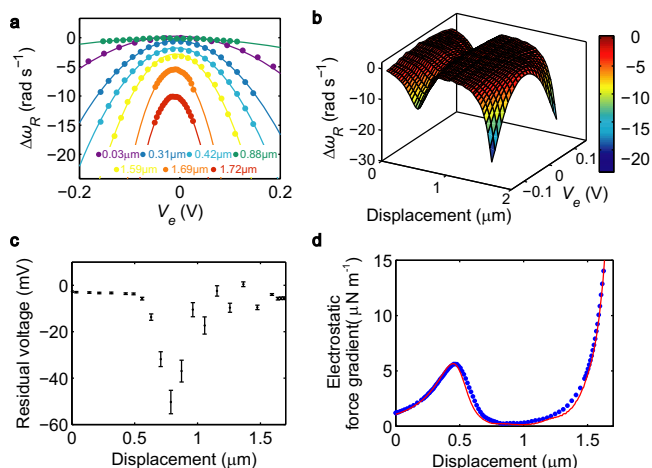 a
Δω_R (rad s⁻¹)
0
−5
−10
−15
−20
0.03μm 0.31μm 0.42μm 0.88μm
1.59μm 1.69μm 1.72μm
−0.2 0 0.2
V_e (V)
b
Δω_R (rad s⁻¹)
0
−10
−20
−30
0 1 2
Displacement (μm)
−0.1 0 0.1
V_e (V)
0
−5
−10
−15
−20
c
Residual voltage (mV)
0
−20
−40
−60
0 0.5 1 1.5
Displacement (μm)
d
Electrostatic
force gradient( μN m⁻¹)
15
10
5
0
0 0.5 1 1.5
Displacement (μm)